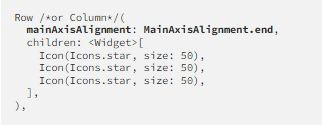 Row /*or Column*/(
  mainAxisAlignment: MainAxisAlignment.end,
  children: <Widget>[
    Icon(Icons.star, size: 50),
    Icon(Icons.star, size: 50),
    Icon(Icons.star, size: 50),
  ],
),